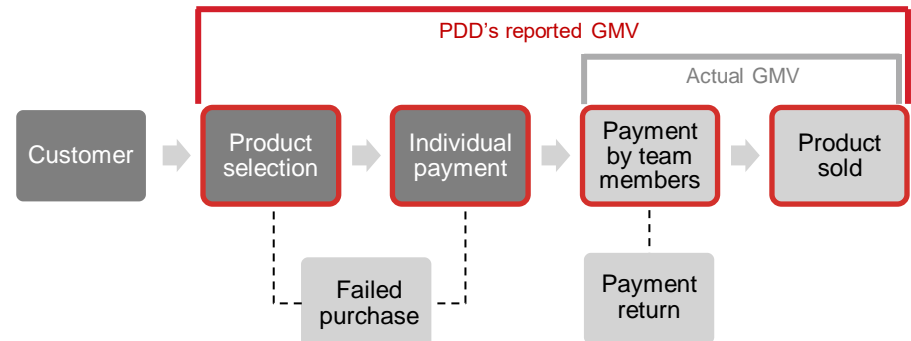 PDD's reported GMV
Actual GMV
Customer
Product
selection
Individual
payment
Payment
by team
members
Product
sold
Failed
purchase
Payment
return